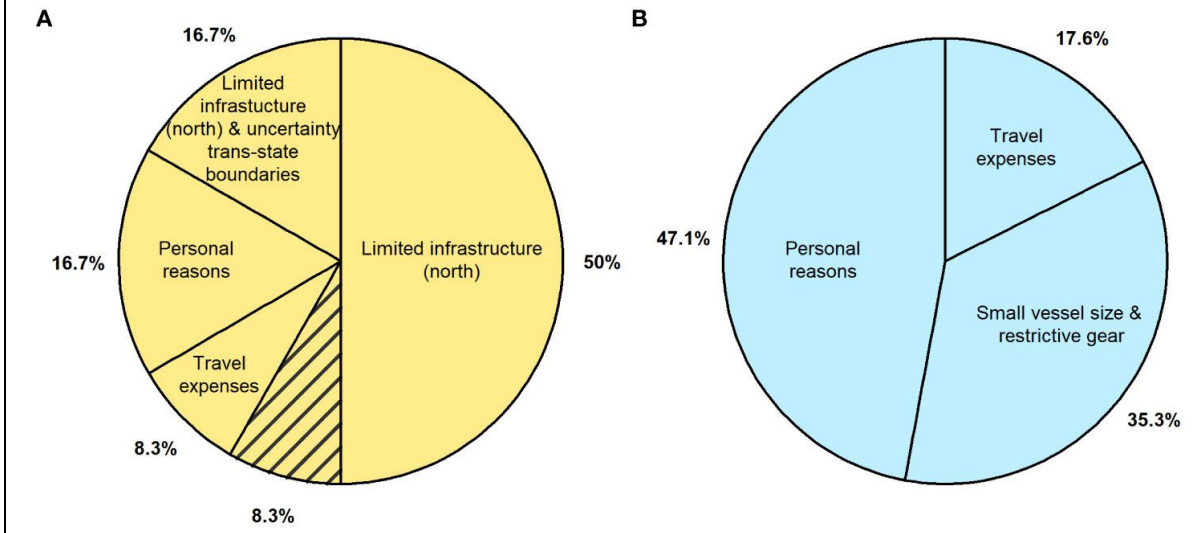 A
16.7%
Limited
infrastucture
(north) & uncertainty
trans-state
boundaries
Personal
reasons
16.7%
Travel
expenses
8.3%
8.3%
Limited infrastructure
(north)
50%
B
17.6%
Travel
expenses
47.1%
Personal
reasons
Small vessel size &
restrictive gear
35.3%